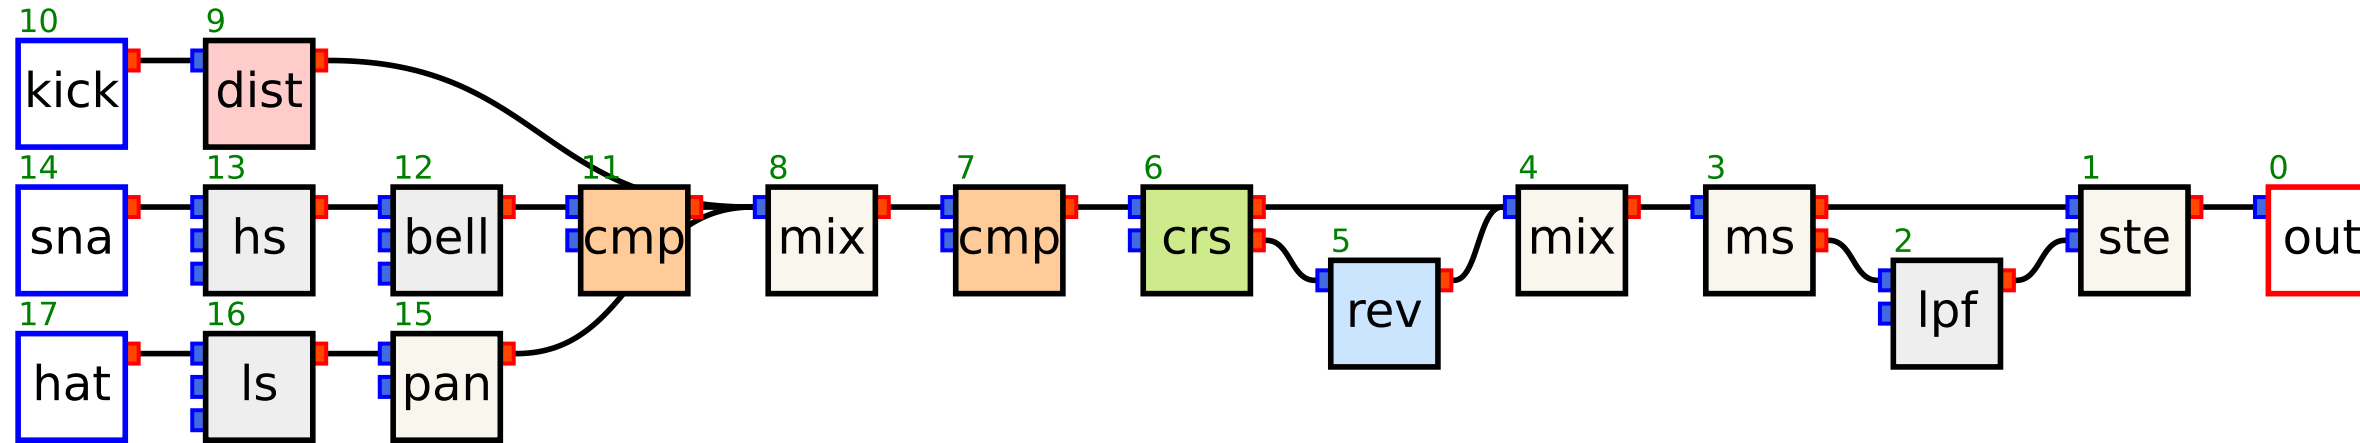 10 9
kick dist
14 13 12 11 8 7 6 4 3 1 0
sna hs bell cmp mix cmp crs mix ms ste out
5 2
rev lpf
17 16 15
hat ls pan